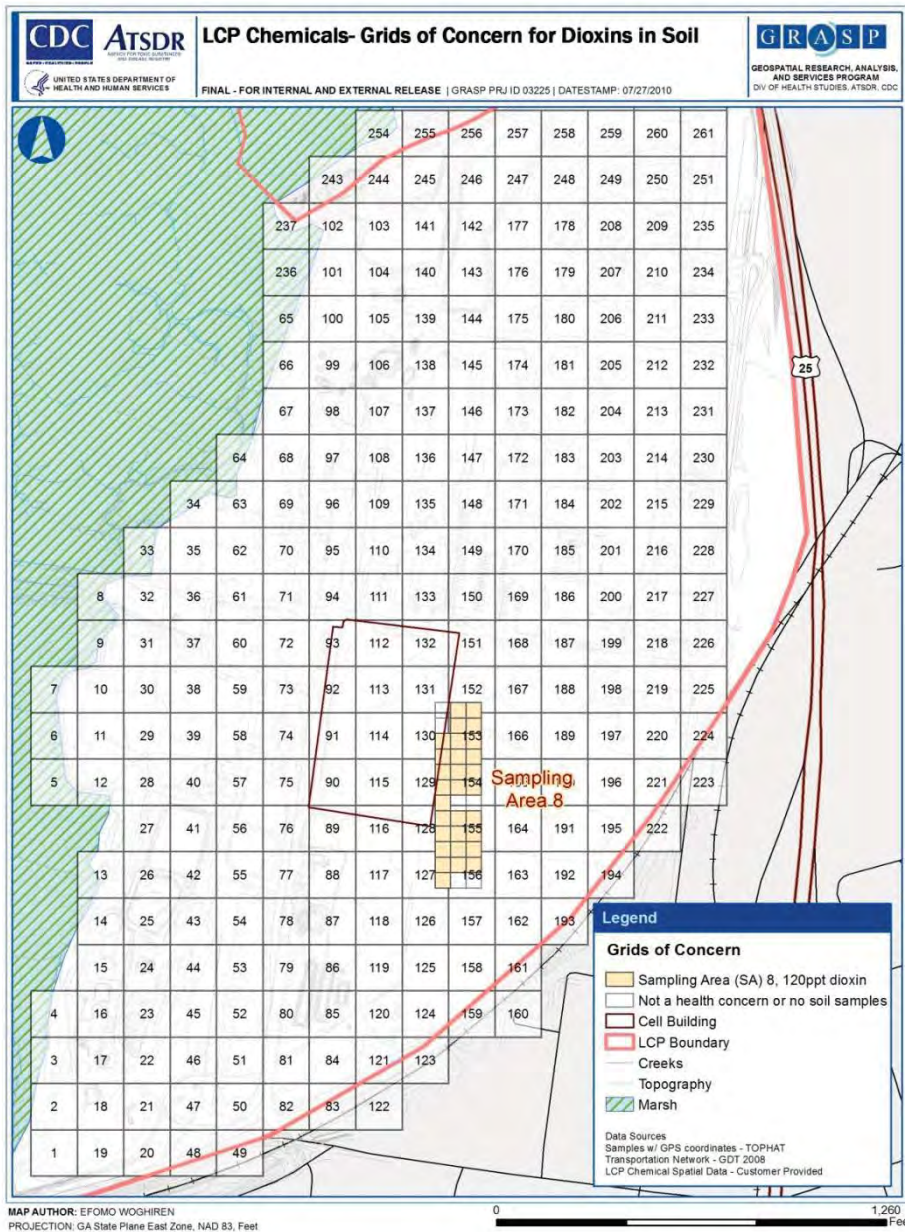 CDC
ATSDR
LCP Chemicals- Grids of Concern for Dioxins in Soil
GRASP
UNITED STATES DEPARTMENT OF
HEALTH AND HUMAN SERVICES
FINAL - FOR INTERNAL AND EXTERNAL RELEASE | GRASP PRJ ID 03225 | DATESTAMP: 07/27/2010
GEOSPATIAL RESEARCH, ANALYSIS,
AND SERVICES PROGRAM
DIV OF HEALTH STUDIES, ATSDR, CDC
254 255 256 257 258 259 260 261
243 244 245 246 247 248 249 250 251
237 102 103 141 142 177 178 208 209 235
236 101 104 140 143 176 179 207 210 234
65 100 105 139 144 175 180 206 211 233
66 99 106 138 145 174 181 205 212 232
25
67 98 107 137 146 173 182 204 213 231
64 68 97 108 136 147 172 183 203 214 230
34 63 69 96 109 135 148 171 184 202 215 229
33 35 62 70 95 110 134 149 170 185 201 216 228
8 32 36 61 71 94 111 133 150 169 186 200 217 227
9 31 37 60 72 93 112 132 151 168 187 199 218 226
7 10 30 38 59 73 92 113 131 152 167 188 198 219 225
6 11 29 39 58 74 91 114 130 153 166 189 197 220 224
5 12 28 40 57 75 90 115 129 154 196 221 223
Sampling
Area 8
27 41 56 76 89 116 128 155 164 191 195 222
13 26 42 55 77 88 117 127 156 163 192 194
14 25 43 54 78 87 118 126 157 162 193
15 24 44 53 79 86 119 125 158 161
4 16 23 45 52 80 85 120 124 159 160
3 17 22 46 51 81 84 121 123
2 18 21 47 50 82 83 122
1 19 20 48 49
Legend
Grids of Concern
Sampling Area (SA) 8, 120ppt dioxin
Not a health concern or no soil samples
Cell Building
LCP Boundary
Creeks
Topography
Marsh
Data Sources
Samples w/ GPS coordinates - TOPHAT
Transportation Network - GDT 2008
LCP Chemical Spatial Data - Customer Provided
MAP AUTHOR: EFOMO WOGHIREN
PROJECTION: GA State Plane East Zone, NAD 83, Feet
0 1,260
Fe